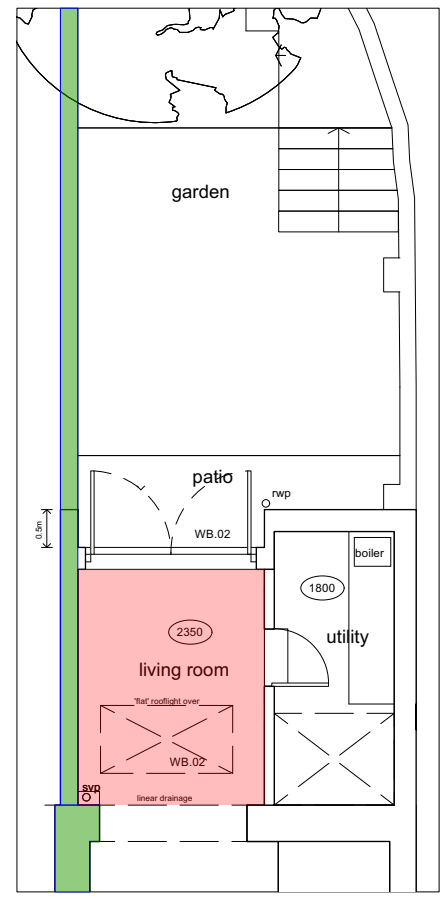 garden
patio
rwp
0.5m
WB.02
boiler
1800
2350
utility
living room
'flat' rooflight over
WB.02
svp
linear drainage